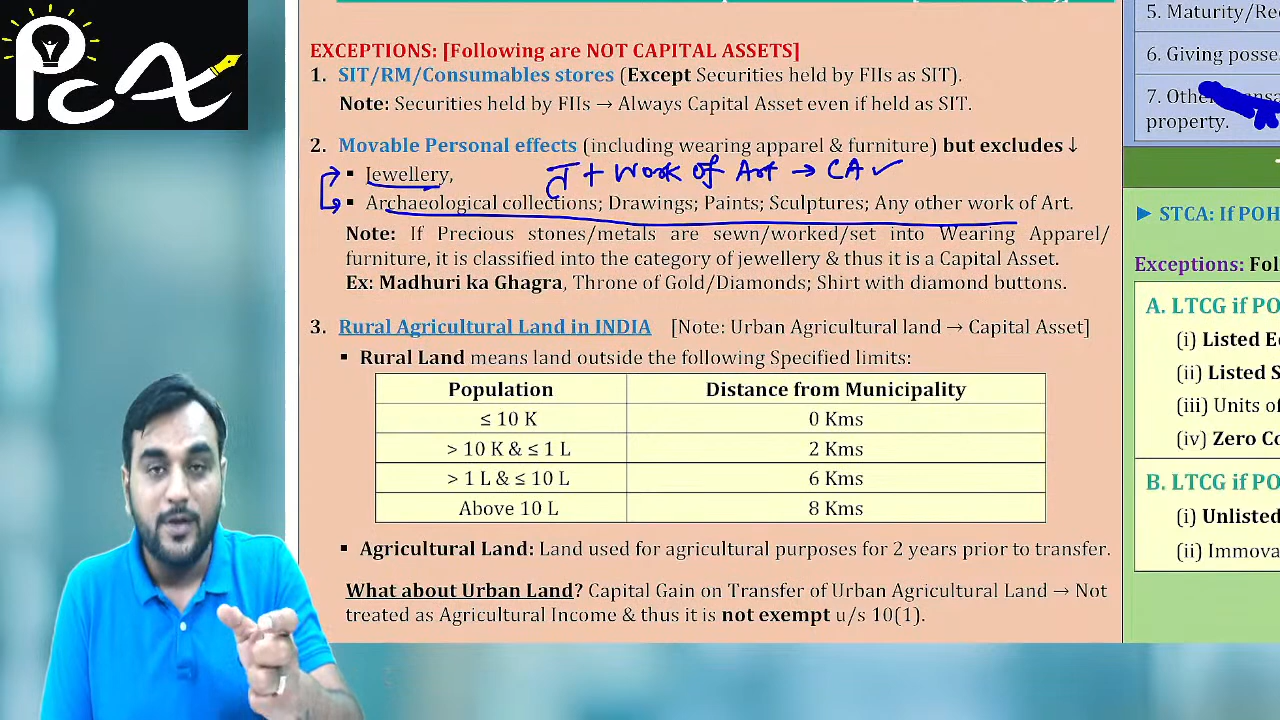 PCA
EXCEPTIONS: [Following are NOT CAPITAL ASSETS]
1. SIT/RM/Consumables stores (Except Securities held by FIIs as SIT).
Note: Securities held by FIIs → Always Capital Asset even if held as SIT.
2. Movable Personal effects (including wearing apparel & furniture) but excludes ↓
▪ Jewellery,
J + Work of Art → CA ✓
▪ Archaeological collections; Drawings; Paints; Sculptures; Any other work of Art.
Note: If Precious stones/metals are sewn/worked/set into Wearing Apparel/
furniture, it is classified into the category of jewellery & thus it is a Capital Asset.
Ex: Madhuri ka Ghagra, Throne of Gold/Diamonds; Shirt with diamond buttons.
3. Rural Agricultural Land in INDIA [Note: Urban Agricultural land → Capital Asset]
▪ Rural Land means land outside the following Specified limits:
Population Distance from Municipality
≤ 10 K 0 Kms
> 10 K & ≤ 1 L 2 Kms
> 1 L & ≤ 10 L 6 Kms
Above 10 L 8 Kms
▪ Agricultural Land: Land used for agricultural purposes for 2 years prior to transfer.
What about Urban Land? Capital Gain on Transfer of Urban Agricultural Land → Not
treated as Agricultural Income & thus it is not exempt u/s 10(1).
5. Maturity/Re
6. Giving posse
7. Othe
property.
► STCA: If POH
Exceptions: Fol
A. LTCG if PO
(i) Listed E
(ii) Listed S
(iii) Units of
(iv) Zero Co
B. LTCG if PO
(i) Unlisted
(ii) Immova